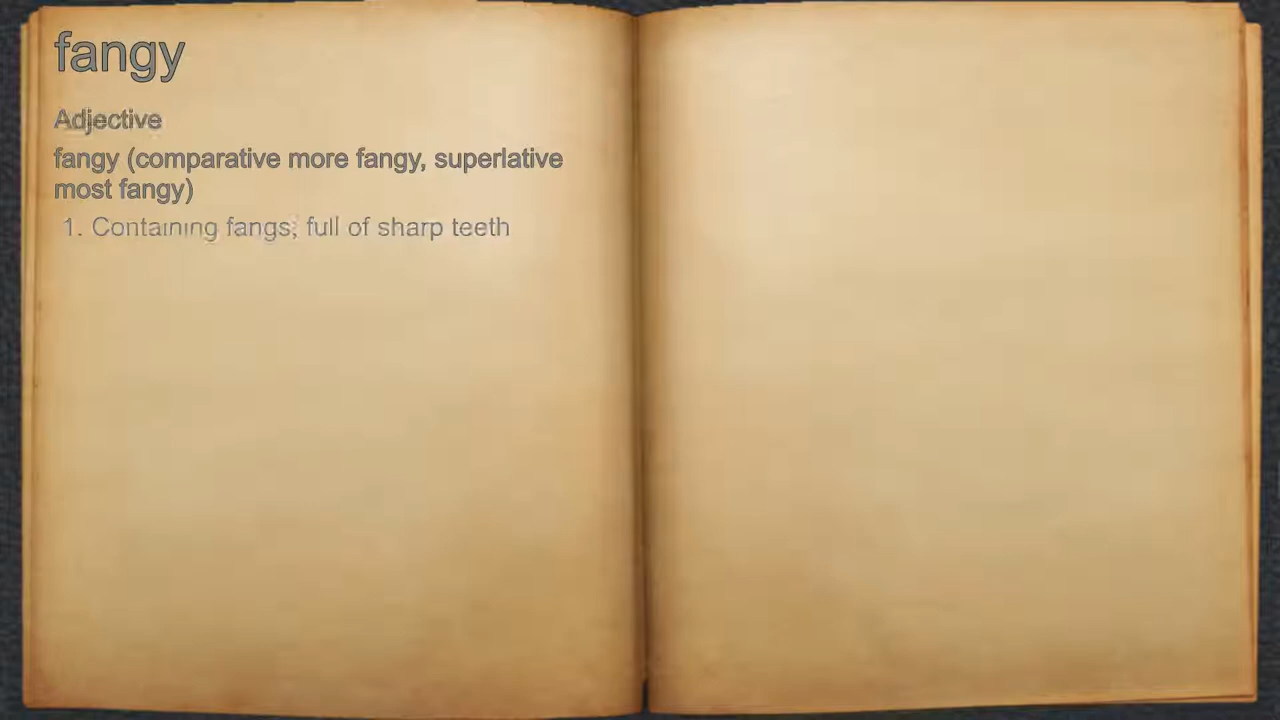 fangy
Adjective
fangy (comparative more fangy, superlative
most fangy)
1. Containing fangs; full of sharp teeth